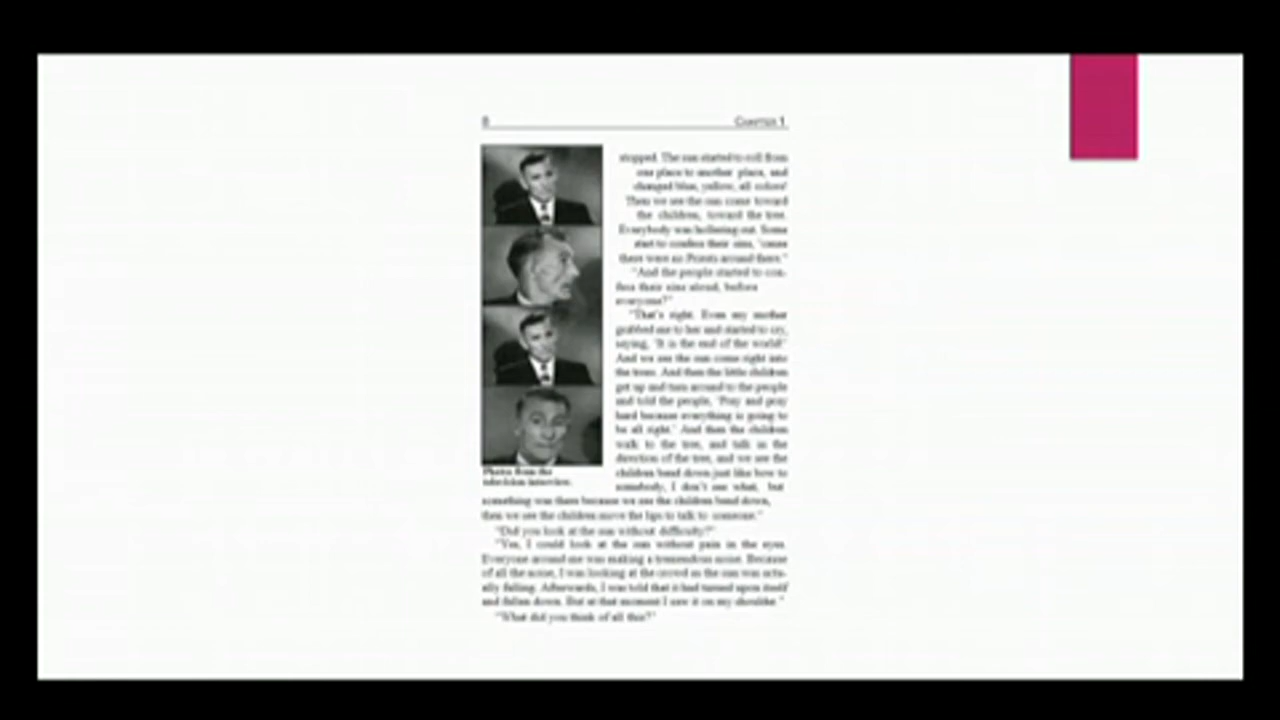 8 CHAPTER 1
stopped. The sun started to roll from
one place to another place, and
changed blue, yellow, all colors!
Then we see the sun come toward
the children, toward the tree.
Everybody was hollering out. Some
start to confess their sins, 'cause
there were no Priests around there."
"And the people started to con-
fess their sins aloud, before
everyone?"
"That's right. Even my mother
grabbed me to her and started to cry,
saying, 'It is the end of the world!'
And we see the sun come right into
the trees. And then the little children
get up and turn around to the people
and told the people, 'Pray and pray
hard because everything is going to
be all right.' And then the children
walk to the tree, and talk in the
direction of the tree, and we see the
children bend down just like bow to
somebody, I don't see what, but
Photos from the
television interview.
something was there because we see the children bend down,
then we see the children move the lips to talk to someone."
"Did you look at the sun without difficulty?"
"Yes, I could look at the sun without pain in the eyes.
Everyone around me was making a tremendous noise. Because
of all the noise, I was looking at the crowd as the sun was actu-
ally falling. Afterwards, I was told that it had turned upon itself
and fallen down. But at that moment I saw it on my shoulder."
"What did you think of all this?"